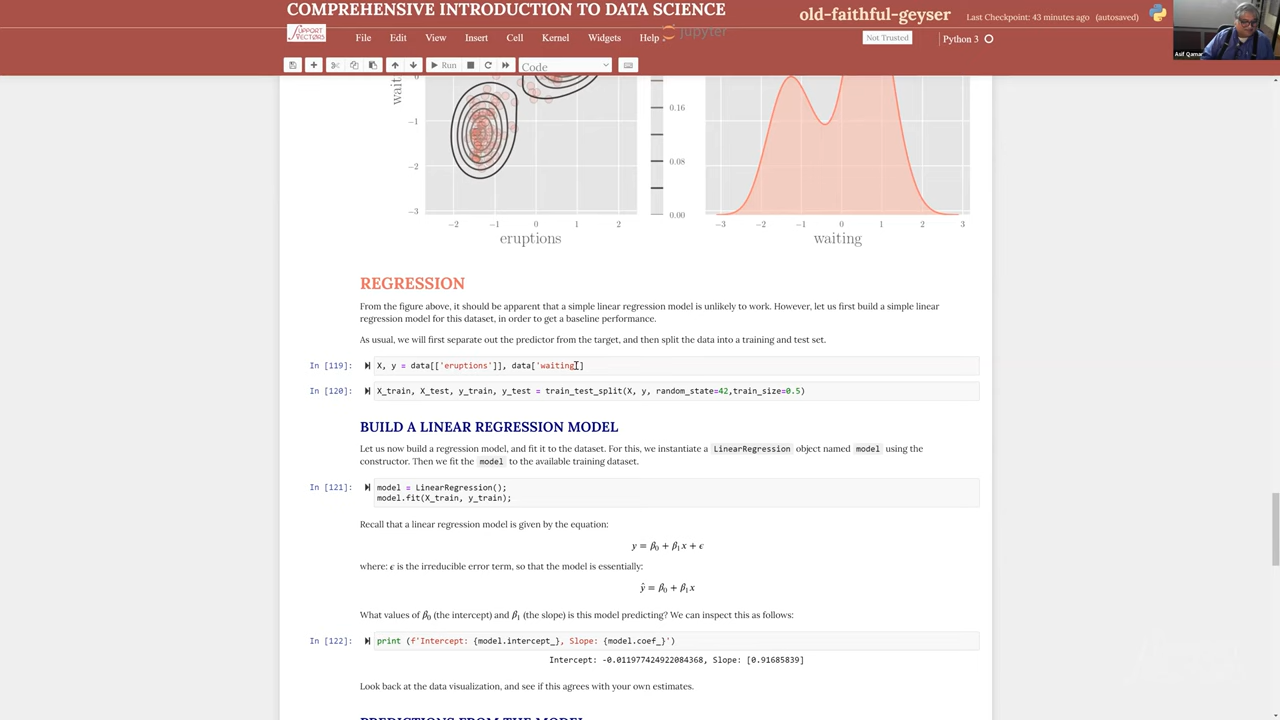 COMPREHENSIVE INTRODUCTION TO DATA SCIENCE
old-faithful-geyser Last Checkpoint: 43 minutes ago (autosaved)
SUPPORT VECTORS
File Edit View Insert Cell Kernel Widgets Help jupyter Not Trusted Python 3
Asif Qamar
Run Code
−1
−2
−3
0.16
0.08
0.00
−2 −1 0 1 2
−3 −2 −1 0 1 2 3
eruptions waiting
REGRESSION
From the figure above, it should be apparent that a simple linear regression model is unlikely to work. However, let us first build a simple linear
regression model for this dataset, in order to get a baseline performance.
As usual, we will first separate out the predictor from the target, and then split the data into a training and test set.
In [119]: X, y = data[['eruptions']], data['waiting']
In [120]: X_train, X_test, y_train, y_test = train_test_split(X, y, random_state=42,train_size=0.5)
BUILD A LINEAR REGRESSION MODEL
Let us now build a regression model, and fit it to the dataset. For this, we instantiate a LinearRegression object named model using the
constructor. Then we fit the model to the available training dataset.
In [121]: model = LinearRegression();
model.fit(X_train, y_train);
Recall that a linear regression model is given by the equation:
y = β₀ + β₁x + ϵ
where: ϵ is the irreducible error term, so that the model is essentially:
ŷ = β₀ + β₁x
What values of β₀ (the intercept) and β₁ (the slope) is this model predicting? We can inspect this as follows:
In [122]: print (f'Intercept: {model.intercept_}, Slope: {model.coef_}')
Intercept: -0.011977424922084368, Slope: [0.91685839]
Look back at the data visualization, and see if this agrees with your own estimates.
PREDICTIONS FROM THE MODEL